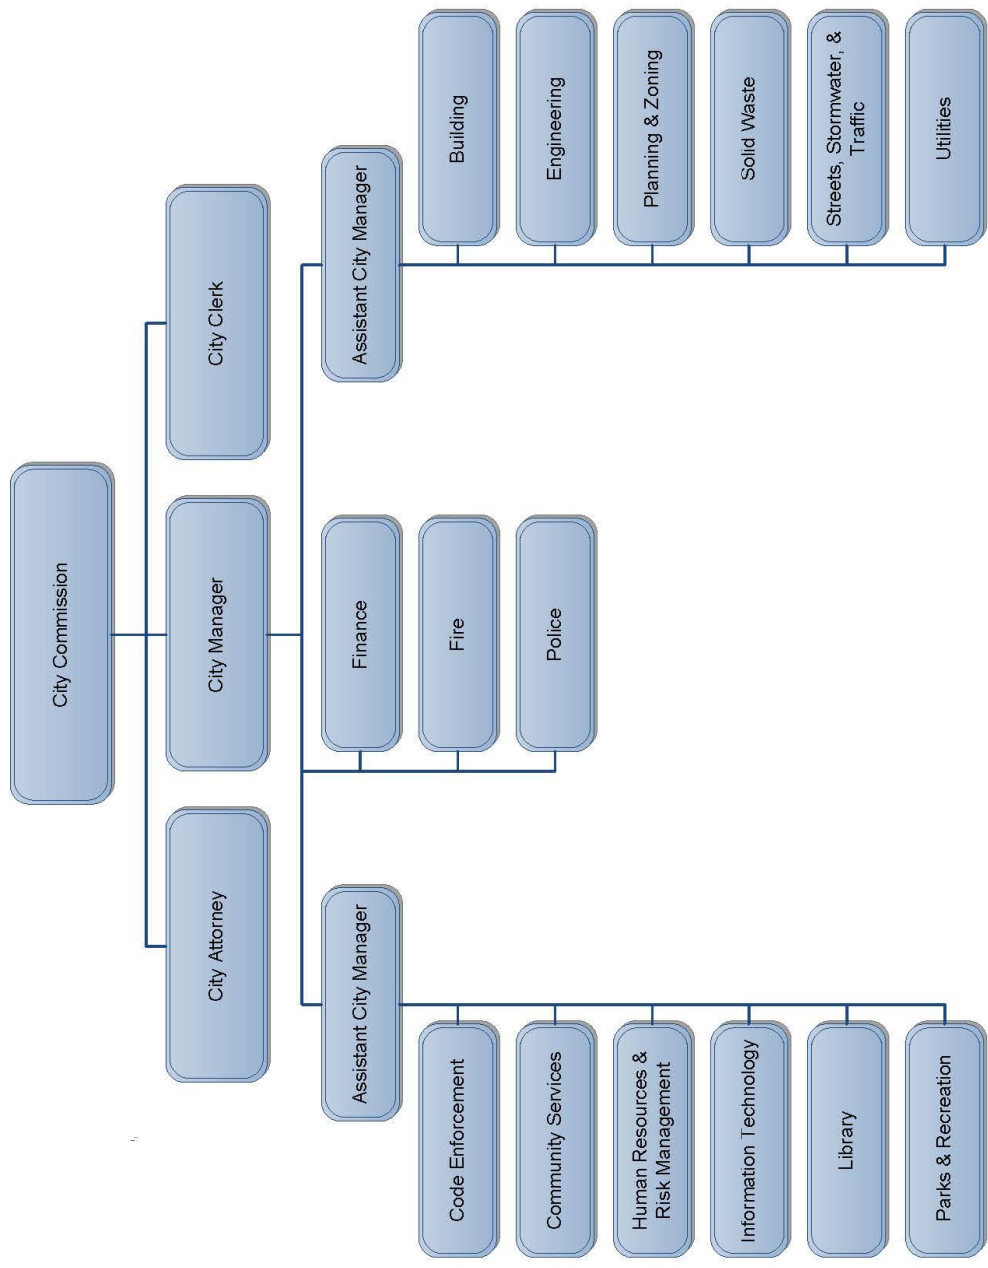 City Commission
City Attorney
City Manager
City Clerk
Assistant City Manager
Code Enforcement
Community Services
Human Resources &
Risk Management
Information Technology
Library
Parks & Recreation
Finance
Fire
Police
Assistant City Manager
Building
Engineering
Planning & Zoning
Solid Waste
Streets, Stormwater, &
Traffic
Utilities